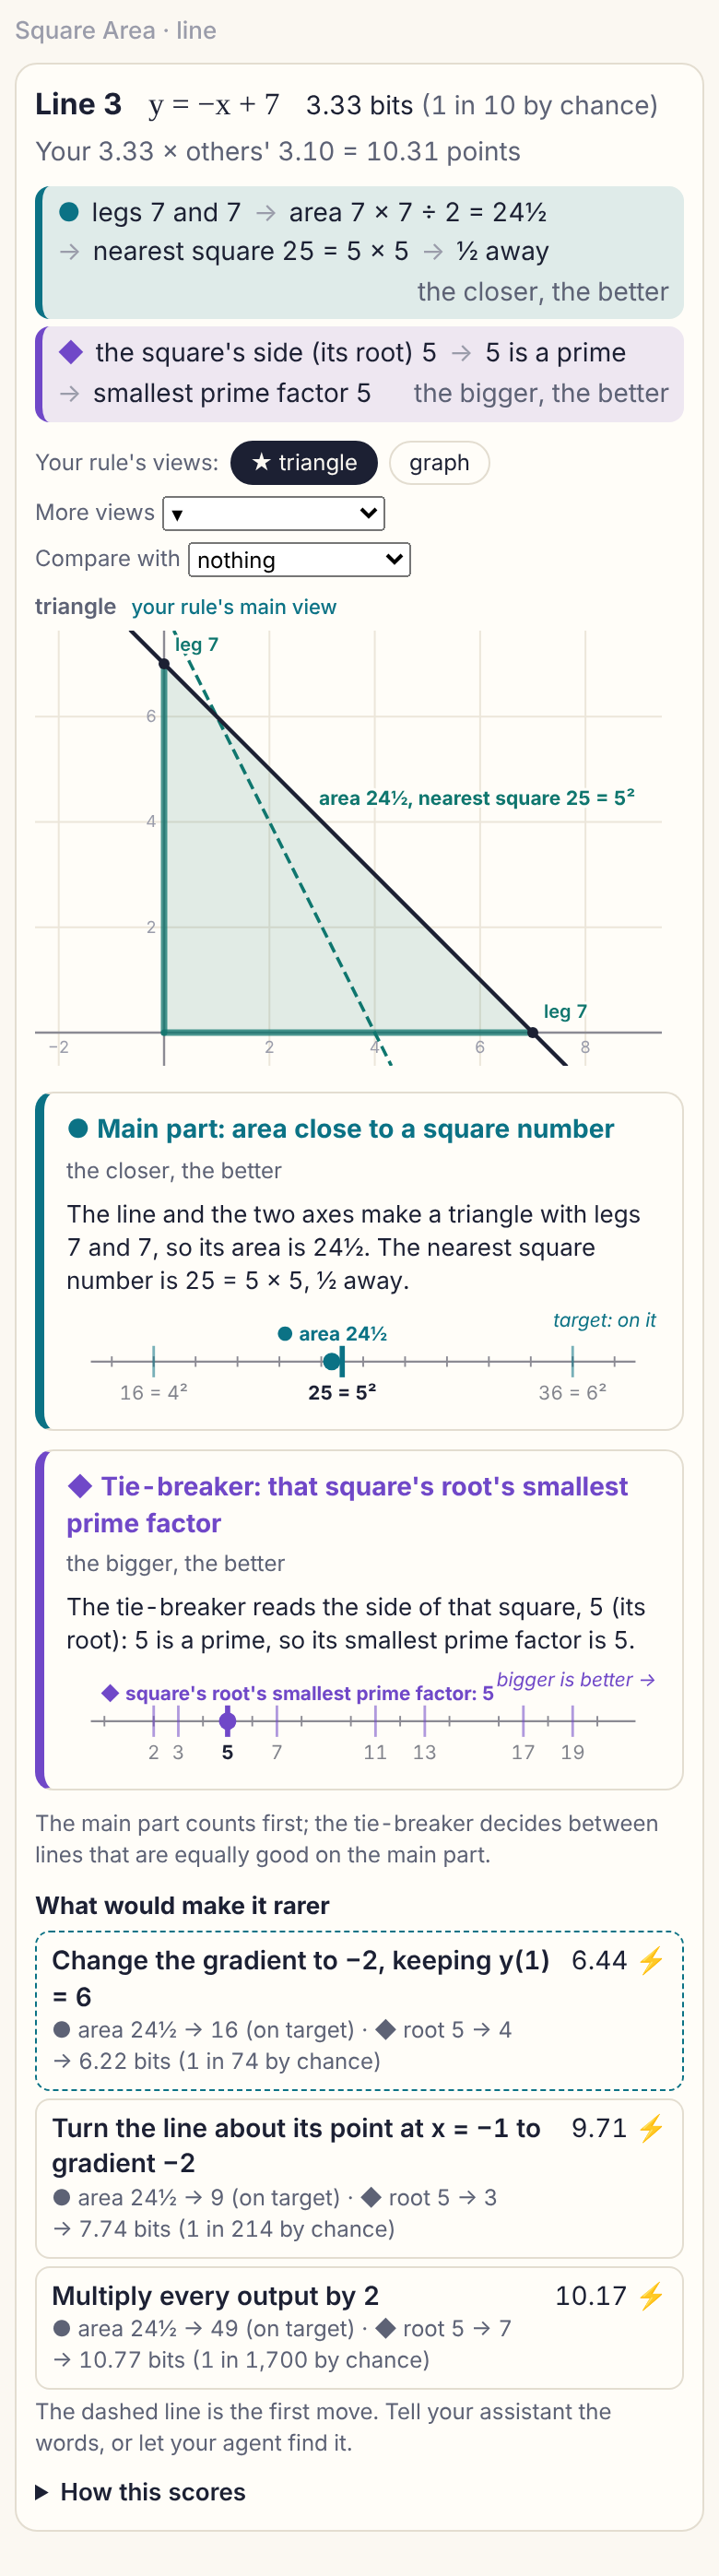 Square Area · line
Line 3 y = −x + 7 3.33 bits (1 in 10 by chance)
Your 3.33 × others' 3.10 = 10.31 points
● legs 7 and 7 → area 7 × 7 ÷ 2 = 24½
→ nearest square 25 = 5 × 5 → ½ away
the closer, the better
◆ the square's side (its root) 5 → 5 is a prime
→ smallest prime factor 5 the bigger, the better
Your rule's views: ★ triangle graph
More views ▾
Compare with nothing
triangle your rule's main view
leg 7
6
area 24½, nearest square 25 = 5²
4
2
leg 7
−2 2 4 6 8
● Main part: area close to a square number
the closer, the better
The line and the two axes make a triangle with legs
7 and 7, so its area is 24½. The nearest square
number is 25 = 5 × 5, ½ away.
target: on it
● area 24½
16 = 4² 25 = 5² 36 = 6²
◆ Tie-breaker: that square's root's smallest
prime factor
the bigger, the better
The tie-breaker reads the side of that square, 5 (its
root): 5 is a prime, so its smallest prime factor is 5.
bigger is better →
◆ square's root's smallest prime factor: 5
2 3 5 7 11 13 17 19
The main part counts first; the tie-breaker decides between
lines that are equally good on the main part.
What would make it rarer
Change the gradient to −2, keeping y(1) 6.44 ⚡
= 6
● area 24½ → 16 (on target) · ◆ root 5 → 4
→ 6.22 bits (1 in 74 by chance)
Turn the line about its point at x = −1 to 9.71 ⚡
gradient −2
● area 24½ → 9 (on target) · ◆ root 5 → 3
→ 7.74 bits (1 in 214 by chance)
Multiply every output by 2 10.17 ⚡
● area 24½ → 49 (on target) · ◆ root 5 → 7
→ 10.77 bits (1 in 1,700 by chance)
The dashed line is the first move. Tell your assistant the
words, or let your agent find it.
▶ How this scores